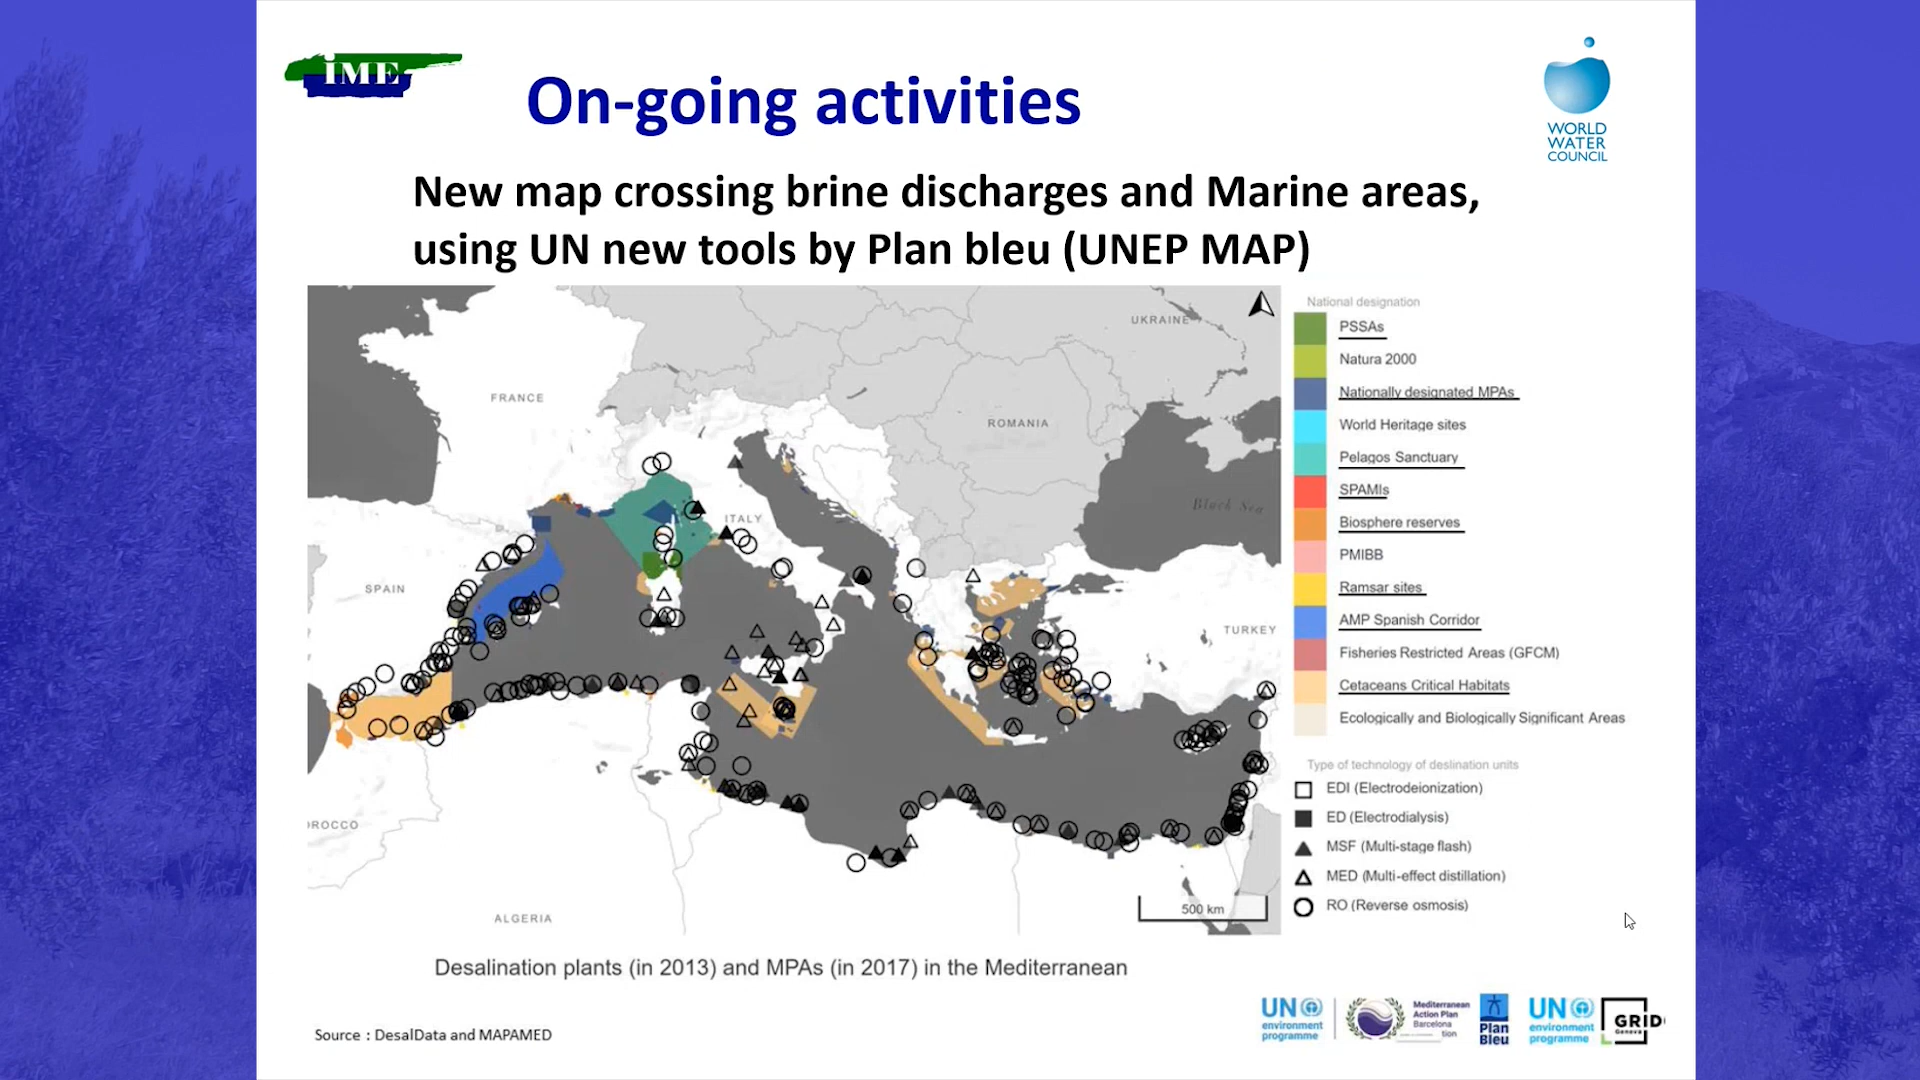 iME
On-going activities
WORLD
WATER
COUNCIL
New map crossing brine discharges and Marine areas,
using UN new tools by Plan bleu (UNEP MAP)
UKRAINE
FRANCE
ROMANIA
Black Sea
ITALY
SPAIN
TURKEY
ROCCO
ALGERIA
500 km
National designation
PSSAs
Natura 2000
Nationally designated MPAs
World Heritage sites
Pelagos Sanctuary
SPAMIs
Biosphere reserves
PMIBB
Ramsar sites
AMP Spanish Corridor
Fisheries Restricted Areas (GFCM)
Cetaceans Critical Habitats
Ecologically and Biologically Significant Areas
Type of technology of deslination units
EDI (Electrodeionization)
ED (Electrodialysis)
MSF (Multi-stage flash)
MED (Multi-effect distillation)
RO (Reverse osmosis)
Desalination plants (in 2013) and MPAs (in 2017) in the Mediterranean
Source : DesalData and MAPAMED
UN
environment
programme
Mediterranean
Action Plan
Barcelona
tion
Plan
Bleu
UN
environment
programme
GRID
Geneva